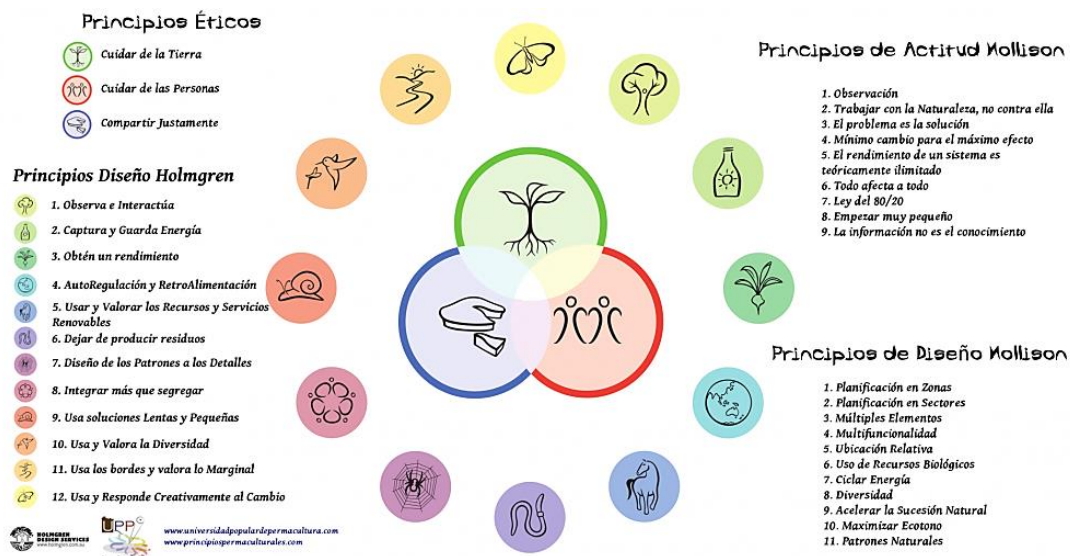 Principios Éticos
Cuidar de la Tierra
Cuidar de las Personas
Compartir Justamente
Principios Diseño Holmgren
1. Observa e Interactúa
2. Captura y Guarda Energía
3. Obtén un rendimiento
4. AutoRegulación y RetroAlimentación
5. Usar y Valorar los Recursos y Servicios
Renovables
6. Dejar de producir residuos
7. Diseño de los Patrones a los Detalles
8. Integrar más que segregar
9. Usa soluciones Lentas y Pequeñas
10. Usa y Valora la Diversidad
11. Usa los bordes y valora lo Marginal
12. Usa y Responde Creativamente al Cambio
HOLMGREN
DESIGN SERVICES
www.holmgren.com.au
UPP
www.universidadpopulardepermacultura.com
www.principiospermaculturales.com
Principios de Actitud Mollison
1. Observación
2. Trabajar con la Naturaleza, no contra ella
3. El problema es la solución
4. Mínimo cambio para el máximo efecto
5. El rendimiento de un sistema es
teóricamente ilimitado
6. Todo afecta a todo
7. Ley del 80/20
8. Empezar muy pequeño
9. La información no es el conocimiento
Principios de Diseño Mollison
1. Planificación en Zonas
2. Planificación en Sectores
3. Múltiples Elementos
4. Multifuncionalidad
5. Ubicación Relativa
6. Uso de Recursos Biológicos
7. Ciclar Energía
8. Diversidad
9. Acelerar la Sucesión Natural
10. Maximizar Ecotono
11. Patrones Naturales